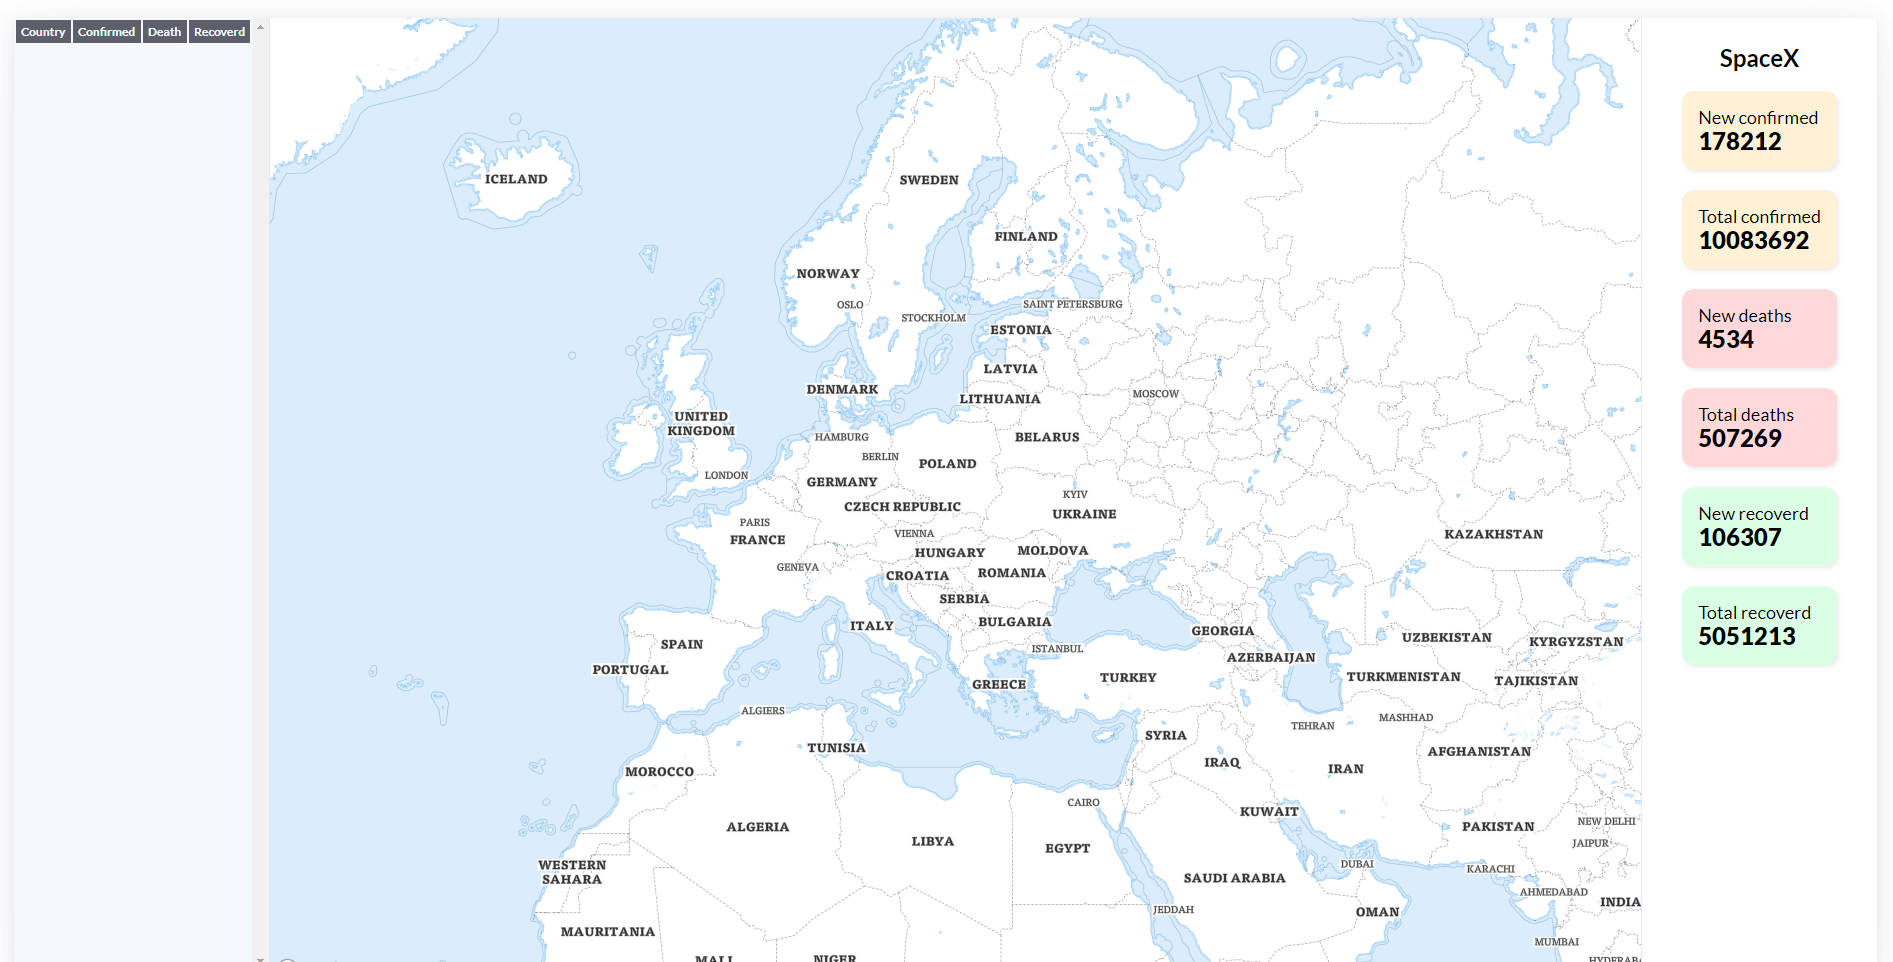 Country Confirmed Death Recoverd
SpaceX
New confirmed
178212
Total confirmed
10083692
New deaths
4534
Total deaths
507269
New recoverd
106307
Total recoverd
5051213
ICELAND
SWEDEN
FINLAND
NORWAY
OSLO
SAINT PETERSBURG
STOCKHOLM
ESTONIA
LATVIA
DENMARK
LITHUANIA
MOSCOW
UNITED
KINGDOM
HAMBURG
BELARUS
BERLIN
POLAND
LONDON
GERMANY
KYIV
CZECH REPUBLIC
UKRAINE
PARIS
FRANCE
VIENNA
KAZAKHSTAN
HUNGARY
MOLDOVA
GENEVA
CROATIA
ROMANIA
SERBIA
ITALY
BULGARIA
GEORGIA
UZBEKISTAN
KYRGYZSTAN
SPAIN
ISTANBUL
AZERBAIJAN
PORTUGAL
GREECE
TURKEY
TURKMENISTAN
TAJIKISTAN
ALGIERS
MASHHAD
TEHRAN
TUNISIA
SYRIA
AFGHANISTAN
MOROCCO
IRAQ
IRAN
CAIRO
KUWAIT
ALGERIA
PAKISTAN
NEW DELHI
LIBYA
EGYPT
JAIPUR
WESTERN
SAHARA
DUBAI
KARACHI
SAUDI ARABIA
AHMEDABAD
INDIA
JEDDAH
OMAN
MAURITANIA
MUMBAI
MALI
NIGER
HYDERABA